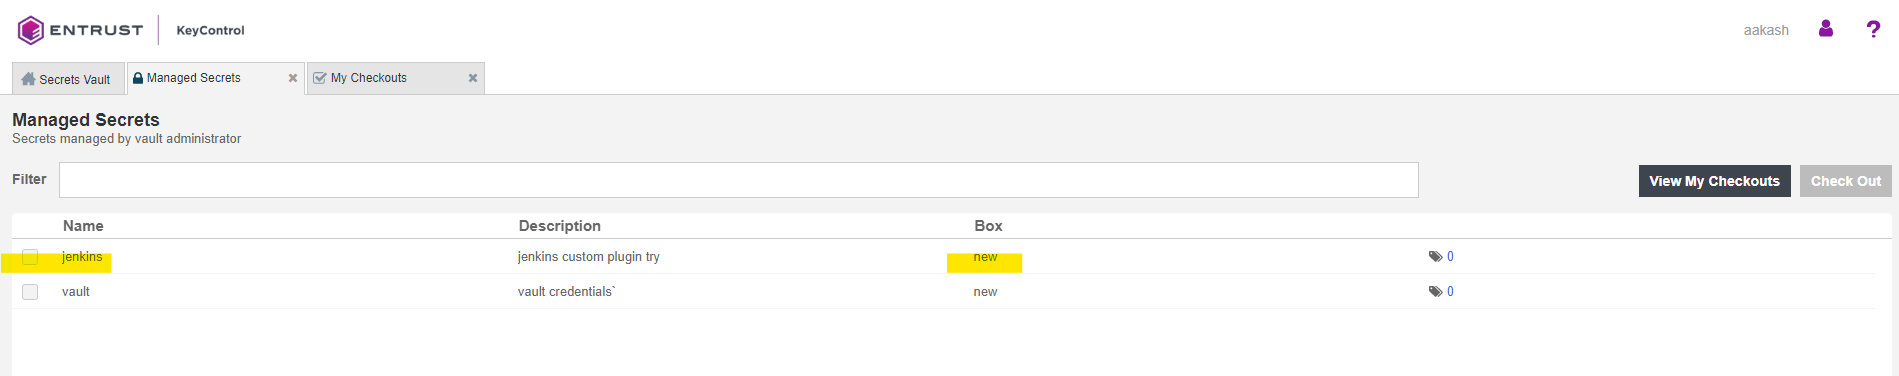 ENTRUST KeyControl aakash ?
Secrets Vault Managed Secrets My Checkouts
Managed Secrets
Secrets managed by vault administrator
Filter View My Checkouts Check Out
Name Description Box
jenkins jenkins custom plugin try new 0
vault vault credentials` new 0